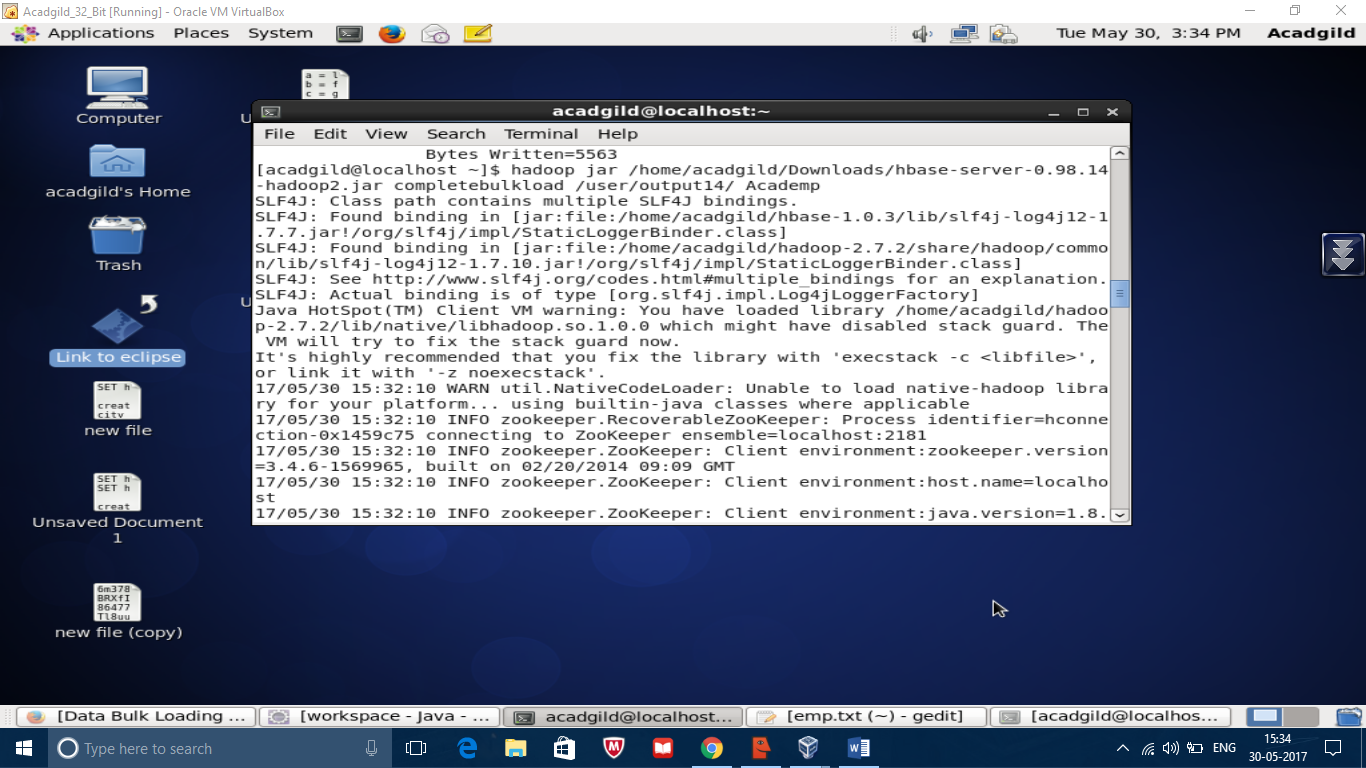 Acadgild_32_Bit [Running] - Oracle VM VirtualBox
Applications Places System Tue May 30, 3:34 PM Acadgild
Computer
acadgild's Home
Trash
Link to eclipse
SET h
creat
city
new file
SET h
SET h
creat
Unsaved Document
1
6m378
BRXfI
86477
Tl8uu
new file (copy)
a = l
b = f
c = g
U
U
acadgild@localhost:~
File Edit View Search Terminal Help
Bytes Written=5563
[acadgild@localhost ~]$ hadoop jar /home/acadgild/Downloads/hbase-server-0.98.14
-hadoop2.jar completebulkload /user/output14/ Academp
SLF4J: Class path contains multiple SLF4J bindings.
SLF4J: Found binding in [jar:file:/home/acadgild/hbase-1.0.3/lib/slf4j-log4j12-1
.7.7.jar!/org/slf4j/impl/StaticLoggerBinder.class]
SLF4J: Found binding in [jar:file:/home/acadgild/hadoop-2.7.2/share/hadoop/commo
n/lib/slf4j-log4j12-1.7.10.jar!/org/slf4j/impl/StaticLoggerBinder.class]
SLF4J: See http://www.slf4j.org/codes.html#multiple_bindings for an explanation.
SLF4J: Actual binding is of type [org.slf4j.impl.Log4jLoggerFactory]
Java HotSpot(TM) Client VM warning: You have loaded library /home/acadgild/hadoo
p-2.7.2/lib/native/libhadoop.so.1.0.0 which might have disabled stack guard. The
VM will try to fix the stack guard now.
It's highly recommended that you fix the library with 'execstack -c <libfile>',
or link it with '-z noexecstack'.
17/05/30 15:32:10 WARN util.NativeCodeLoader: Unable to load native-hadoop libra
ry for your platform... using builtin-java classes where applicable
17/05/30 15:32:10 INFO zookeeper.RecoverableZooKeeper: Process identifier=hconne
ction-0x1459c75 connecting to ZooKeeper ensemble=localhost:2181
17/05/30 15:32:10 INFO zookeeper.ZooKeeper: Client environment:zookeeper.version
=3.4.6-1569965, built on 02/20/2014 09:09 GMT
17/05/30 15:32:10 INFO zookeeper.ZooKeeper: Client environment:host.name=localho
st
17/05/30 15:32:10 INFO zookeeper.ZooKeeper: Client environment:java.version=1.8.
[Data Bulk Loading ... [workspace - Java - ... acadgild@localhost... [emp.txt (~) - gedit] [acadgild@localhos...
Type here to search ENG 15:34
30-05-2017